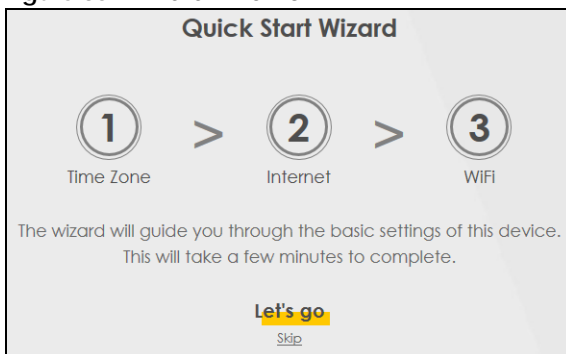 Quick Start Wizard
1 > 2 > 3
Time Zone Internet WiFi
The wizard will guide you through the basic settings of this device.
This will take a few minutes to complete.
Let's go
Skip